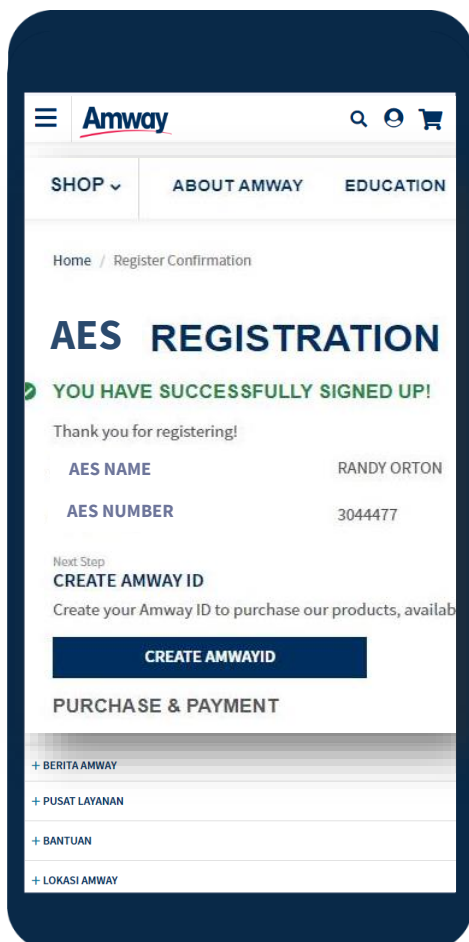 Amway
SHOP ABOUT AMWAY EDUCATION
Home / Register Confirmation
AES REGISTRATION
YOU HAVE SUCCESSFULLY SIGNED UP!
Thank you for registering!
AES NAME RANDY ORTON
AES NUMBER 3044477
Next Step
CREATE AMWAY ID
Create your Amway ID to purchase our products, availab
CREATE AMWAYID
PURCHASE & PAYMENT
+ BERITA AMWAY
+ PUSAT LAYANAN
+ BANTUAN
+ LOKASI AMWAY